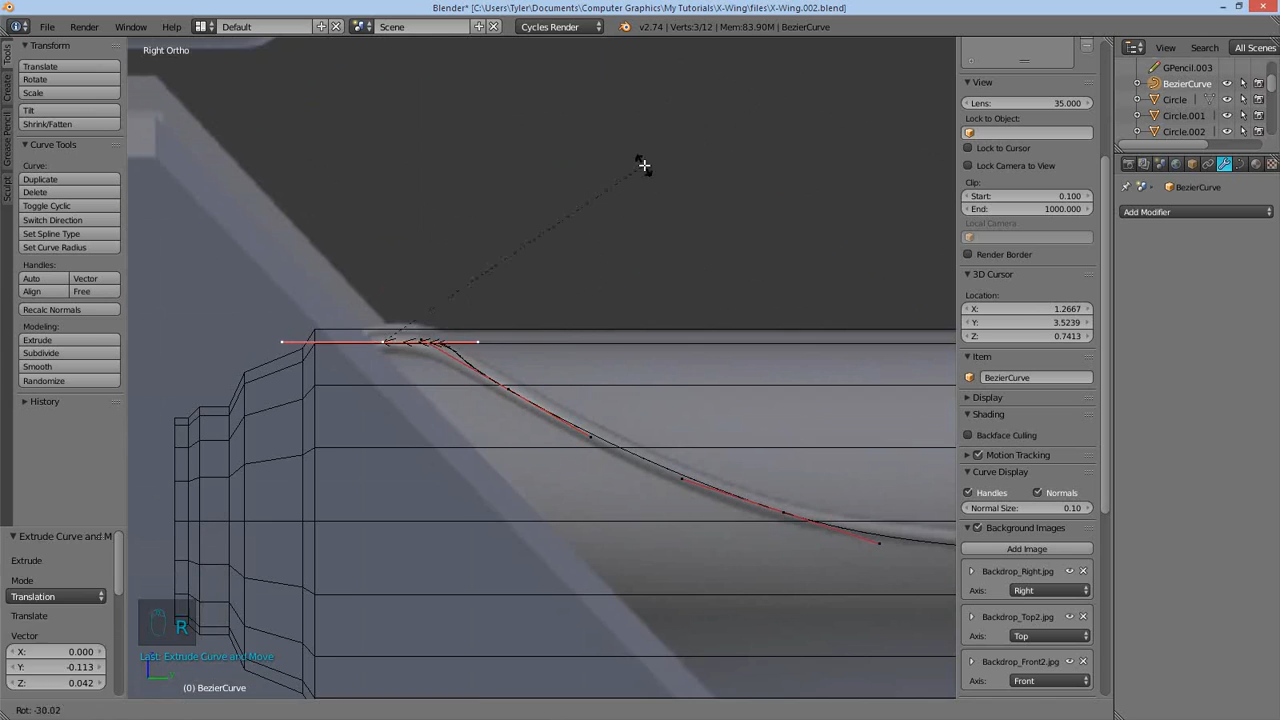 Blender* [C:\Users\Tyler\Documents\Computer Graphics\My Tutorials\X-Wing\files\X-Wing.002.blend]
File Render Window Help Default Scene Cycles Render v2.74 | Verts:3/12 | Mem:83.90M | BezierCurve
View Search All Scenes
Right Ortho
Tools
Create
Grease Pencil
Sculpt
Transform
Translate
Rotate
Scale
Tilt
Shrink/Fatten
Curve Tools
Curve:
Duplicate
Delete
Toggle Cyclic
Switch Direction
Set Spline Type
Set Curve Radius
Handles:
Auto Vector
Align Free
Recalc Normals
Modeling:
Extrude
Subdivide
Smooth
Randomize
History
Extrude Curve and M
Extrude
Mode
Translation
Translate
Vector
X: 0.000
Y: -0.113
Z: 0.042
R
Last: Extrude Curve and Move
(0) BezierCurve
Rot: -30.02
View
Lens: 35.000
Lock to Object:
Lock to Cursor
Lock Camera to View
Clip:
Start: 0.100
End: 1000.000
Local Camera:
Render Border
3D Cursor
Location:
X: 1.2667
Y: 3.5239
Z: 0.7413
Item
BezierCurve
Display
Shading
Backface Culling
Motion Tracking
Curve Display
Handles Normals
Normal Size: 0.10
Background Images
Add Image
Backdrop_Right.jpg
Axis: Right
Backdrop_Top2.jpg
Axis: Top
Backdrop_Front2.jpg
Axis: Front
GPencil.003
BezierCurve
Circle
Circle.001
Circle.002
BezierCurve
Add Modifier